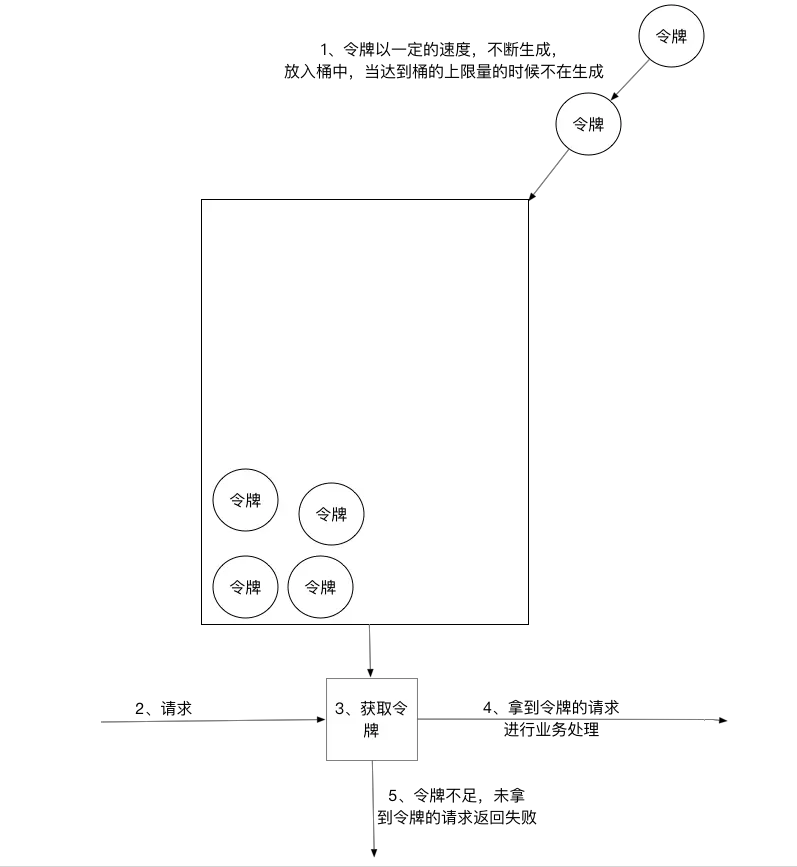 令牌
1、令牌以一定的速度，不断生成，
放入桶中，当达到桶的上限量的时候不在生成
令牌
令牌
令牌
令牌
令牌
2、请求
3、获取令
牌
4、拿到令牌的请求
进行业务处理
5、令牌不足，未拿
到令牌的请求返回失败